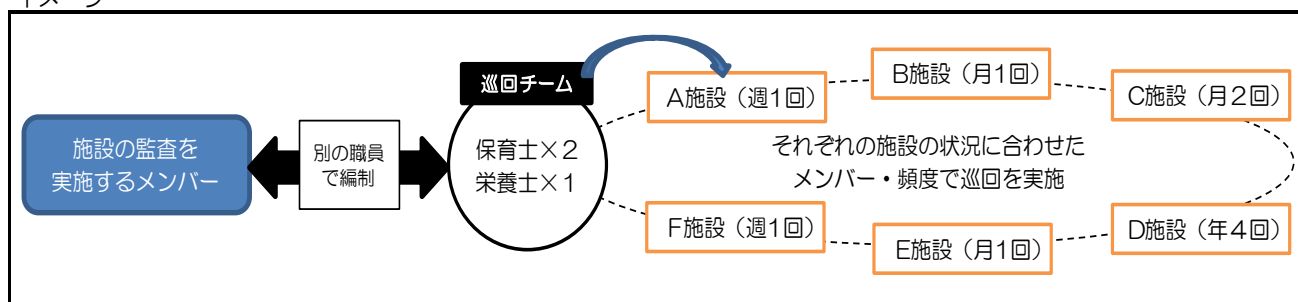 イメージ
巡回チーム
保育士×2
栄養士×1
施設の監査を
実施するメンバー
別の職員
で編制
A施設(週1回)
B施設(月1回)
C施設(月2回)
それぞれの施設の状況に合わせた
メンバー・頻度で巡回を実施
D施設(年4回)
E施設(月1回)
F施設(週1回)